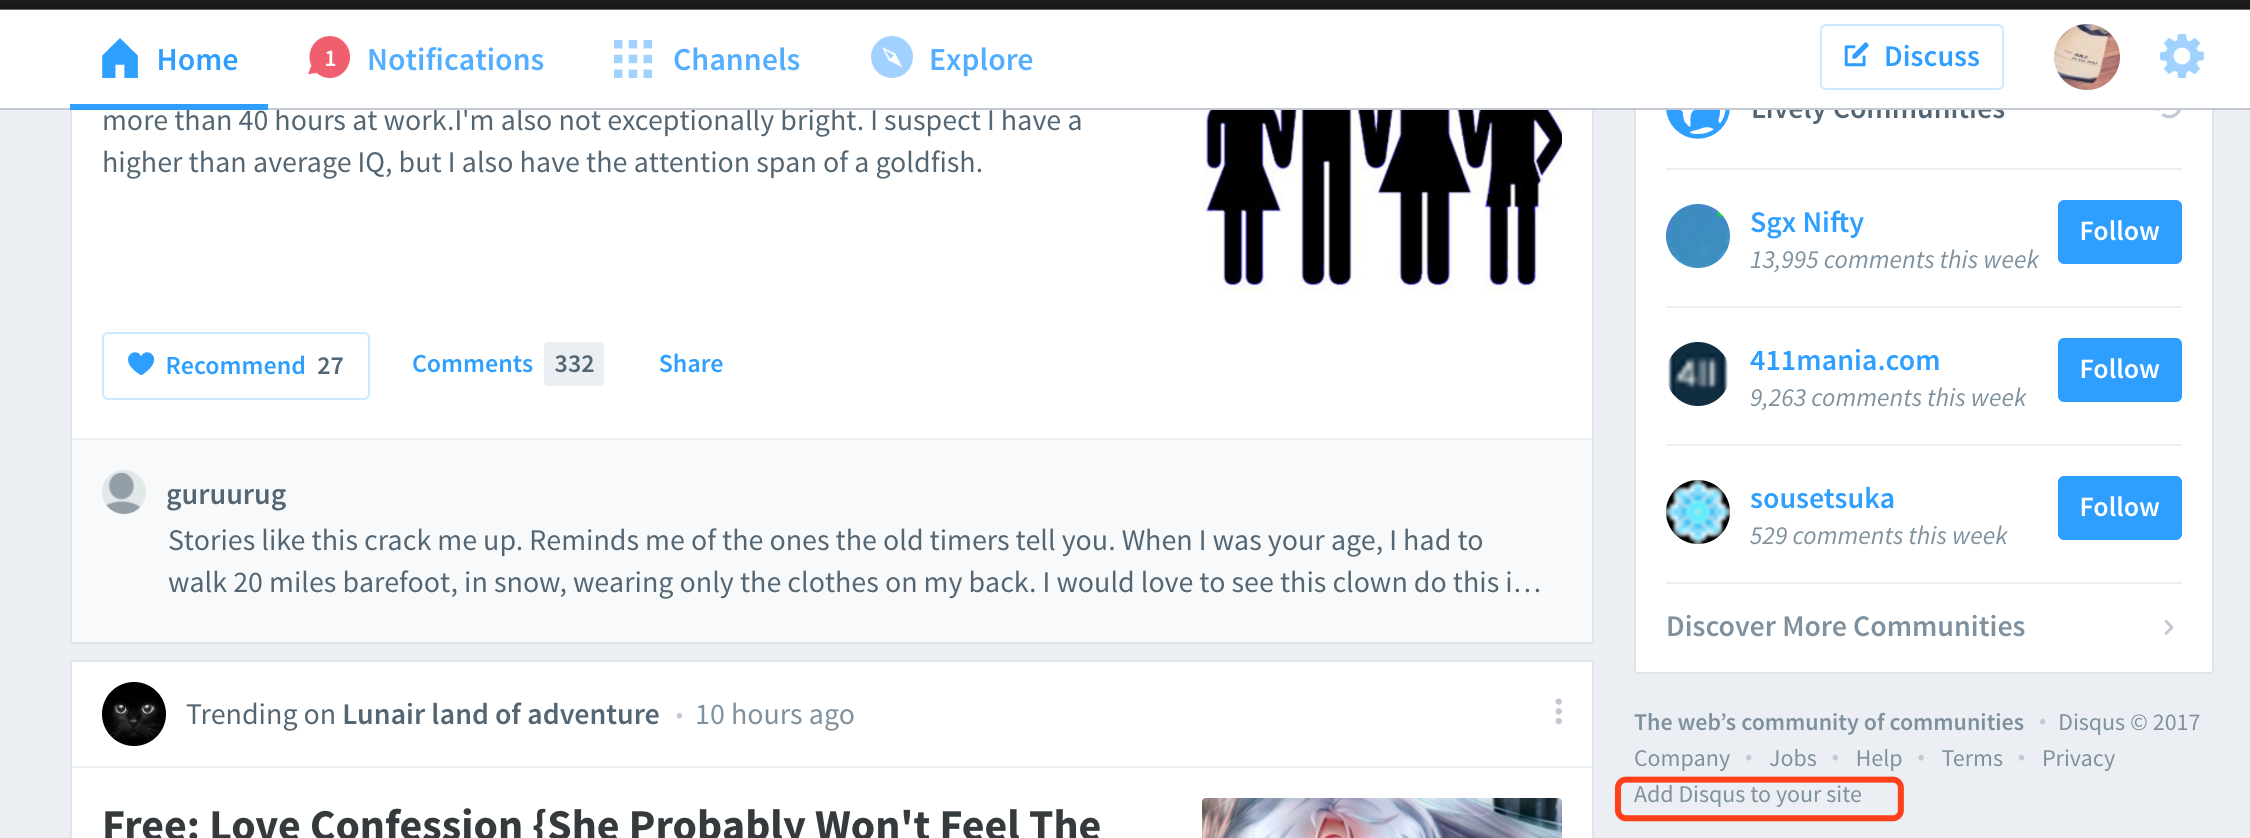 Home
1
Notifications
Channels
Explore
Discuss
more than 40 hours at work.I'm also not exceptionally bright. I suspect I have a
higher than average IQ, but I also have the attention span of a goldfish.
Recommend 27
Comments 332
Share
guruurug
Stories like this crack me up. Reminds me of the ones the old timers tell you. When I was your age, I had to
walk 20 miles barefoot, in snow, wearing only the clothes on my back. I would love to see this clown do this i…
Trending on Lunair land of adventure • 10 hours ago
Free: Love Confession {She Probably Won't Feel The
Lively Communities
Sgx Nifty
13,995 comments this week
Follow
411
411mania.com
9,263 comments this week
Follow
sousetsuka
529 comments this week
Follow
Discover More Communities
The web’s community of communities • Disqus © 2017
Company • Jobs • Help • Terms • Privacy
Add Disqus to your site